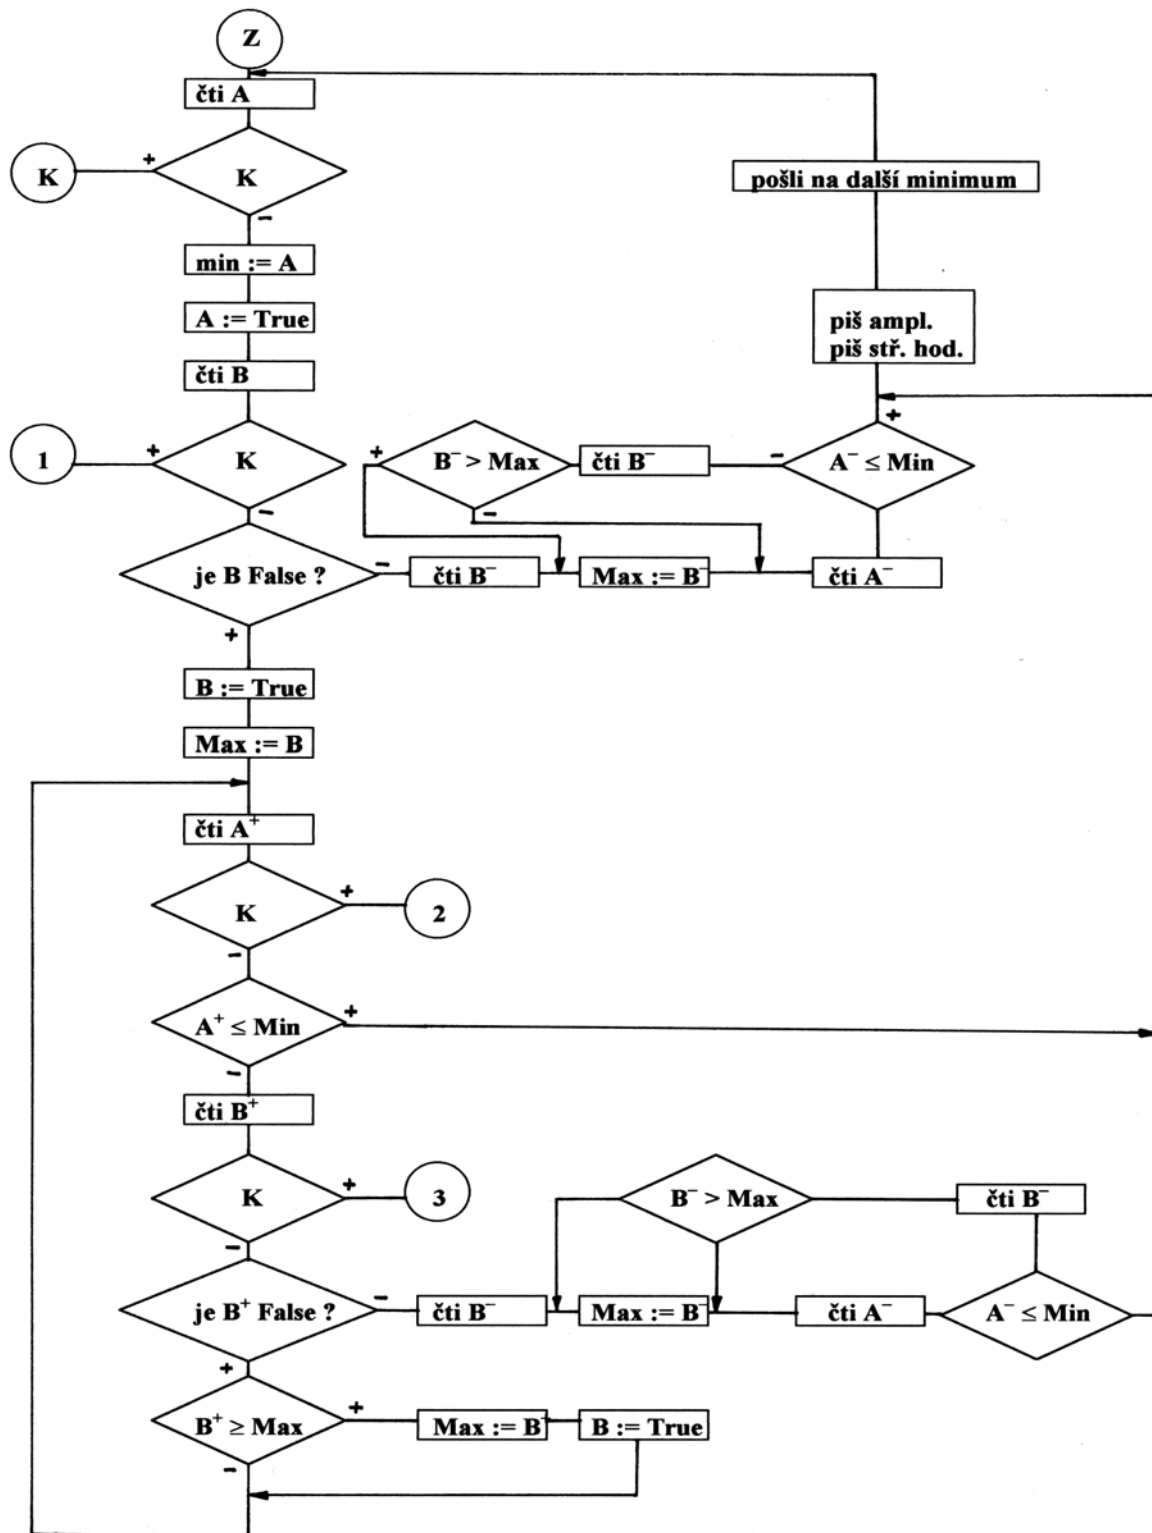 Z
čti A
K
+
K
–
pošli na další minimum
min := A
A := True
piš ampl.
piš stř. hod.
čti B
1
+
K
–
+
B⁻ > Max
–
čti B⁻
–
A⁻ ≤ Min
+
je B False ?
–
+
čti B⁻
Max := B⁻
čti A⁻
B := True
Max := B
čti A⁺
K
+
–
2
A⁺ ≤ Min
+
–
čti B⁺
K
+
–
3
B⁻ > Max
čti B⁻
je B⁺ False ?
–
+
čti B⁻
Max := B⁻
čti A⁻
A⁻ ≤ Min
B⁺ ≥ Max
+
–
Max := B⁺
B := True